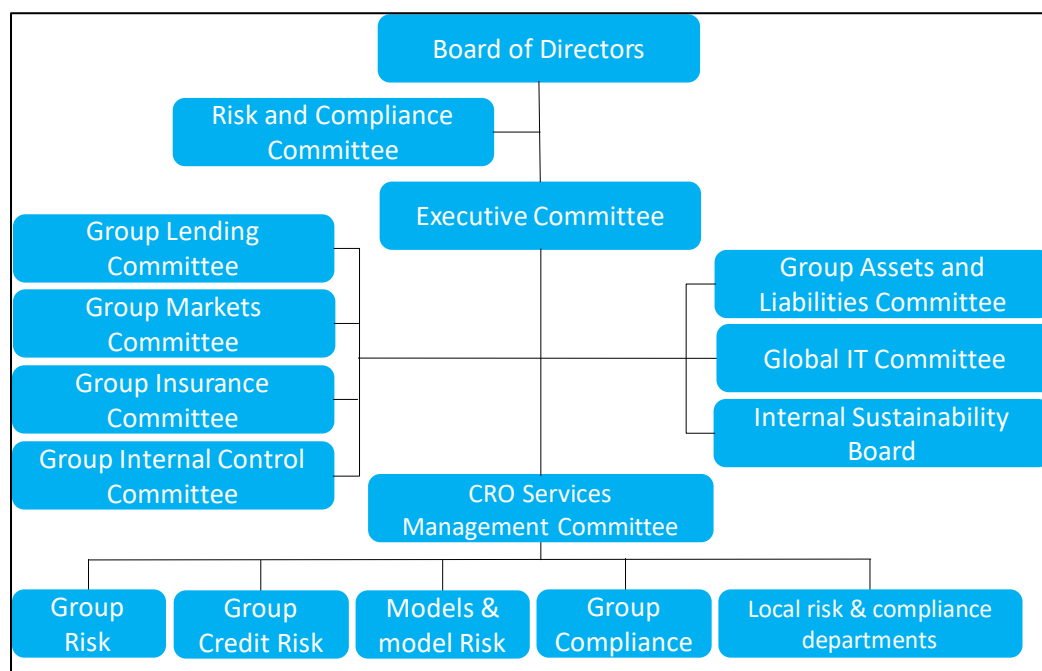 Board of Directors
Risk and Compliance
Committee
Executive Committee
Group Lending
Committee
Group Markets
Committee
Group Insurance
Committee
Group Internal Control
Committee
Group Assets and
Liabilities Committee
Global IT Committee
Internal Sustainability
Board
CRO Services
Management Committee
Group
Risk
Group
Credit Risk
Models &
model Risk
Group
Compliance
Local risk & compliance
departments